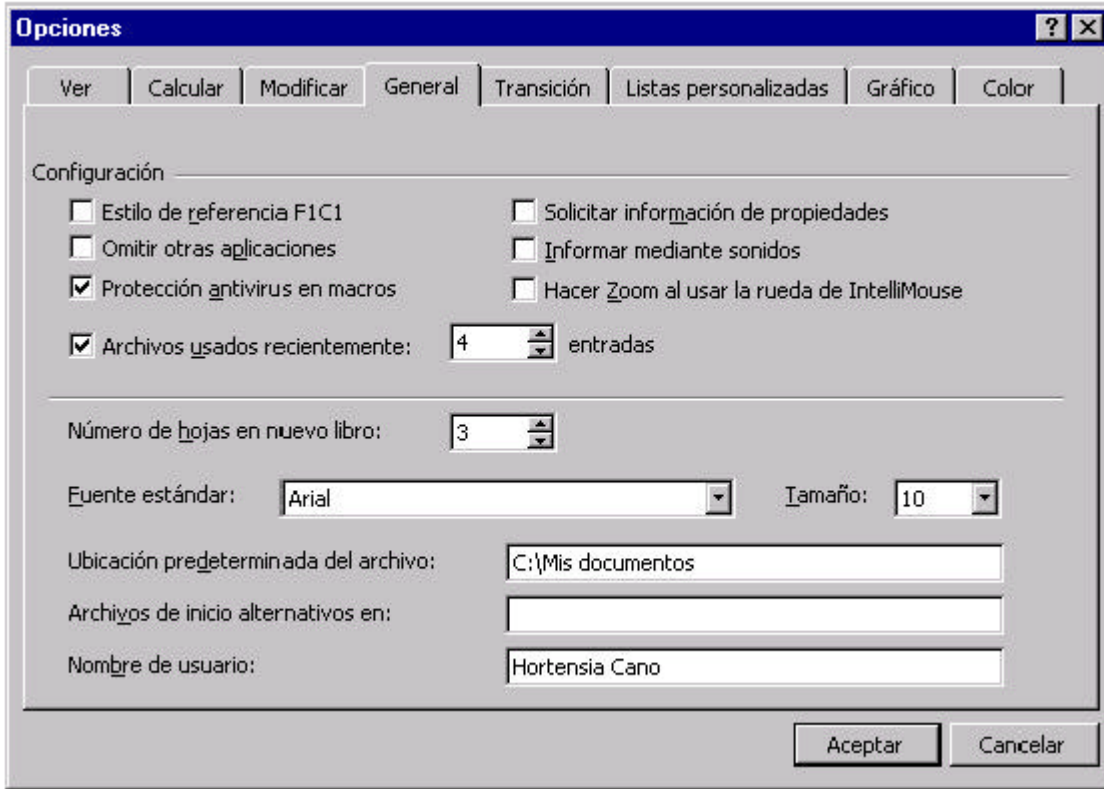 Opciones
Ver Calcular Modificar General Transición Listas personalizadas Gráfico Color
Configuración
Estilo de referencia F1C1 Solicitar información de propiedades
Omitir otras aplicaciones Informar mediante sonidos
Protección antivirus en macros Hacer Zoom al usar la rueda de IntelliMouse
Archivos usados recientemente: 4 entradas
Número de hojas en nuevo libro: 3
Fuente estándar: Arial Tamaño: 10
Ubicación predeterminada del archivo: C:\Mis documentos
Archivos de inicio alternativos en:
Nombre de usuario: Hortensia Cano
Aceptar Cancelar